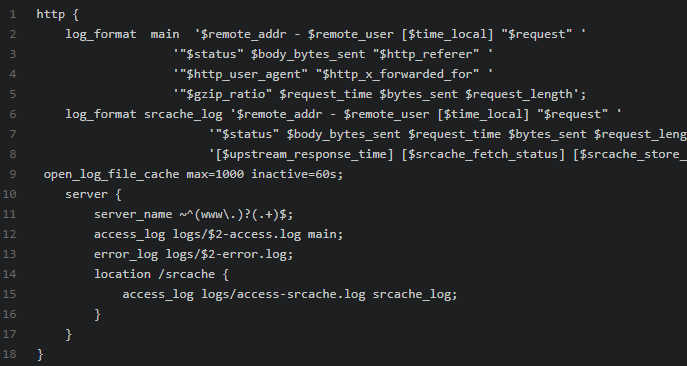 1 http {
2     log_format  main  '$remote_addr - $remote_user [$time_local] "$request" '
3                    '"$status" $body_bytes_sent "$http_referer" '
4                    '"$http_user_agent" "$http_x_forwarded_for" '
5                    '"$gzip_ratio" $request_time $bytes_sent $request_length';
6     log_format srcache_log '$remote_addr - $remote_user [$time_local] "$request" '
7                         '"$status" $body_bytes_sent $request_time $bytes_sent $request_leng
8                         '[$upstream_response_time] [$srcache_fetch_status] [$srcache_store_
9  open_log_file_cache max=1000 inactive=60s;
10     server {
11         server_name ~^(www\.)?(.+)$;
12         access_log logs/$2-access.log main;
13         error_log logs/$2-error.log;
14         location /srcache {
15             access_log logs/access-srcache.log srcache_log;
16         }
17     }
18 }